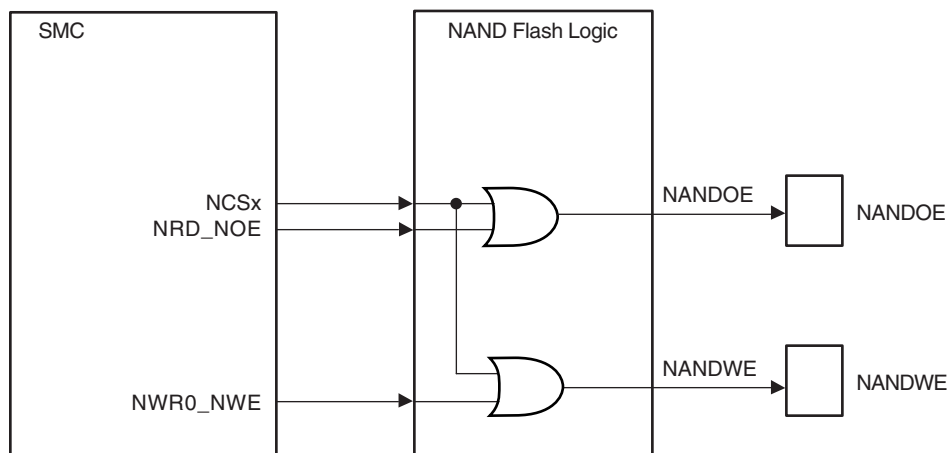 SMC
NAND Flash Logic
NCSx
NRD_NOE
NANDOE
NANDOE
NWR0_NWE
NANDWE
NANDWE